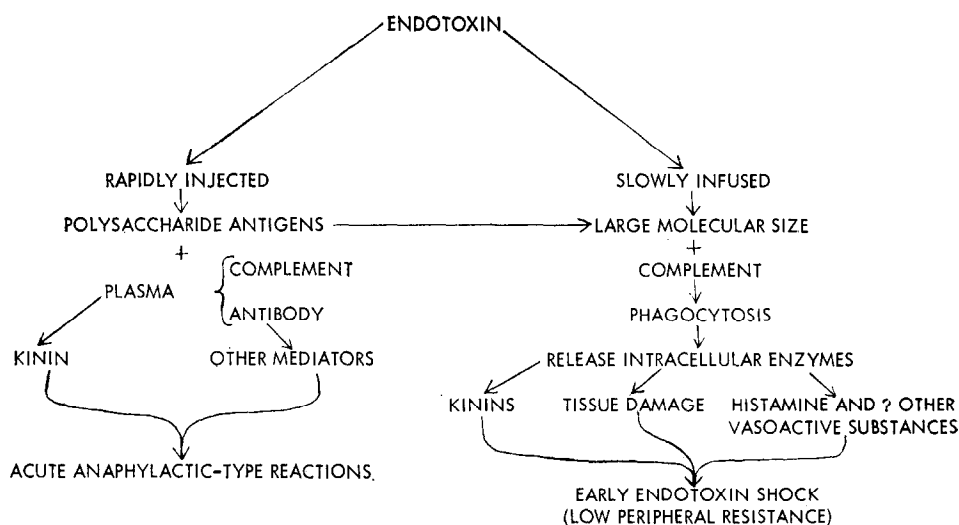 ENDOTOXIN
RAPIDLY INJECTED
POLYSACCHARIDE ANTIGENS
+
PLASMA
COMPLEMENT
ANTIBODY
KININ
OTHER MEDIATORS
ACUTE ANAPHYLACTIC-TYPE REACTIONS.
SLOWLY INFUSED
LARGE MOLECULAR SIZE
+
COMPLEMENT
PHAGOCYTOSIS
RELEASE INTRACELLULAR ENZYMES
KININS
TISSUE DAMAGE
HISTAMINE AND ? OTHER
VASOACTIVE SUBSTANCES
EARLY ENDOTOXIN SHOCK
(LOW PERIPHERAL RESISTANCE)